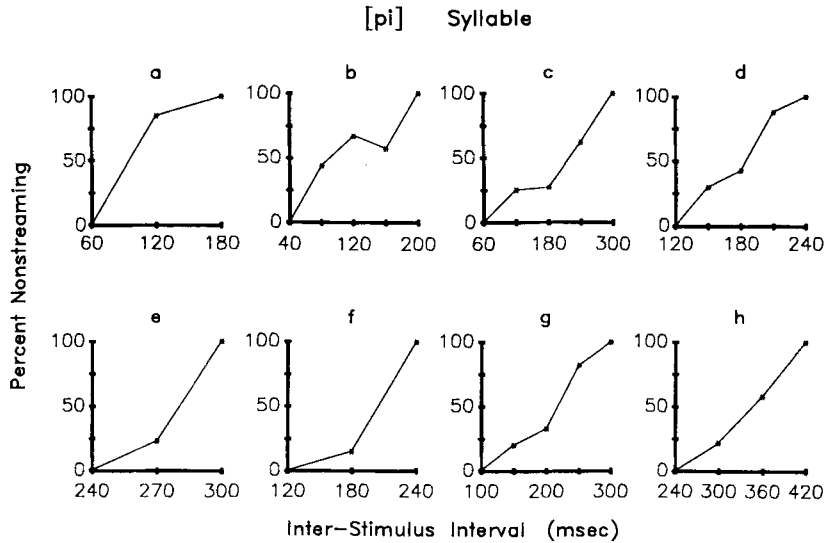 [pi] Syllable
a b c d
100 100 100 100
50 50 50 50
0 0 0 0
60 120 180 40 120 200 60 180 300 120 180 240
Percent Nonstreaming
e f g h
100 100 100 100
50 50 50 50
0 0 0 0
240 270 300 120 180 240 100 200 300 240 300 360 420
Inter-Stimulus Interval (msec)